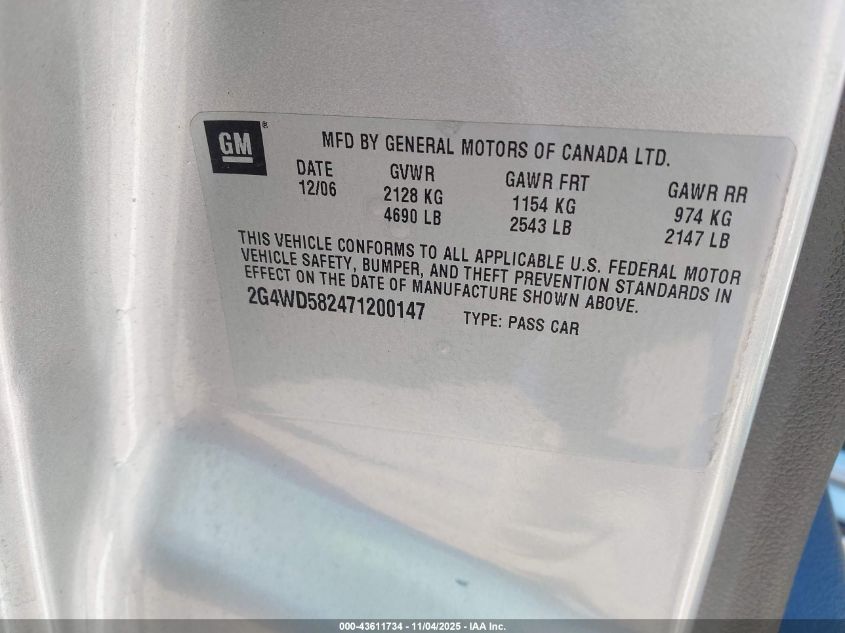 GM ®
MFD BY GENERAL MOTORS OF CANADA LTD.
DATE GVWR GAWR FRT GAWR RR
12/06 2128 KG 1154 KG 974 KG
4690 LB 2543 LB 2147 LB
THIS VEHICLE CONFORMS TO ALL APPLICABLE U.S. FEDERAL MOTOR
VEHICLE SAFETY, BUMPER, AND THEFT PREVENTION STANDARDS IN
EFFECT ON THE DATE OF MANUFACTURE SHOWN ABOVE.
2G4WD582471200147 TYPE: PASS CAR
000-43611734 - 11/04/2025 - IAA Inc.